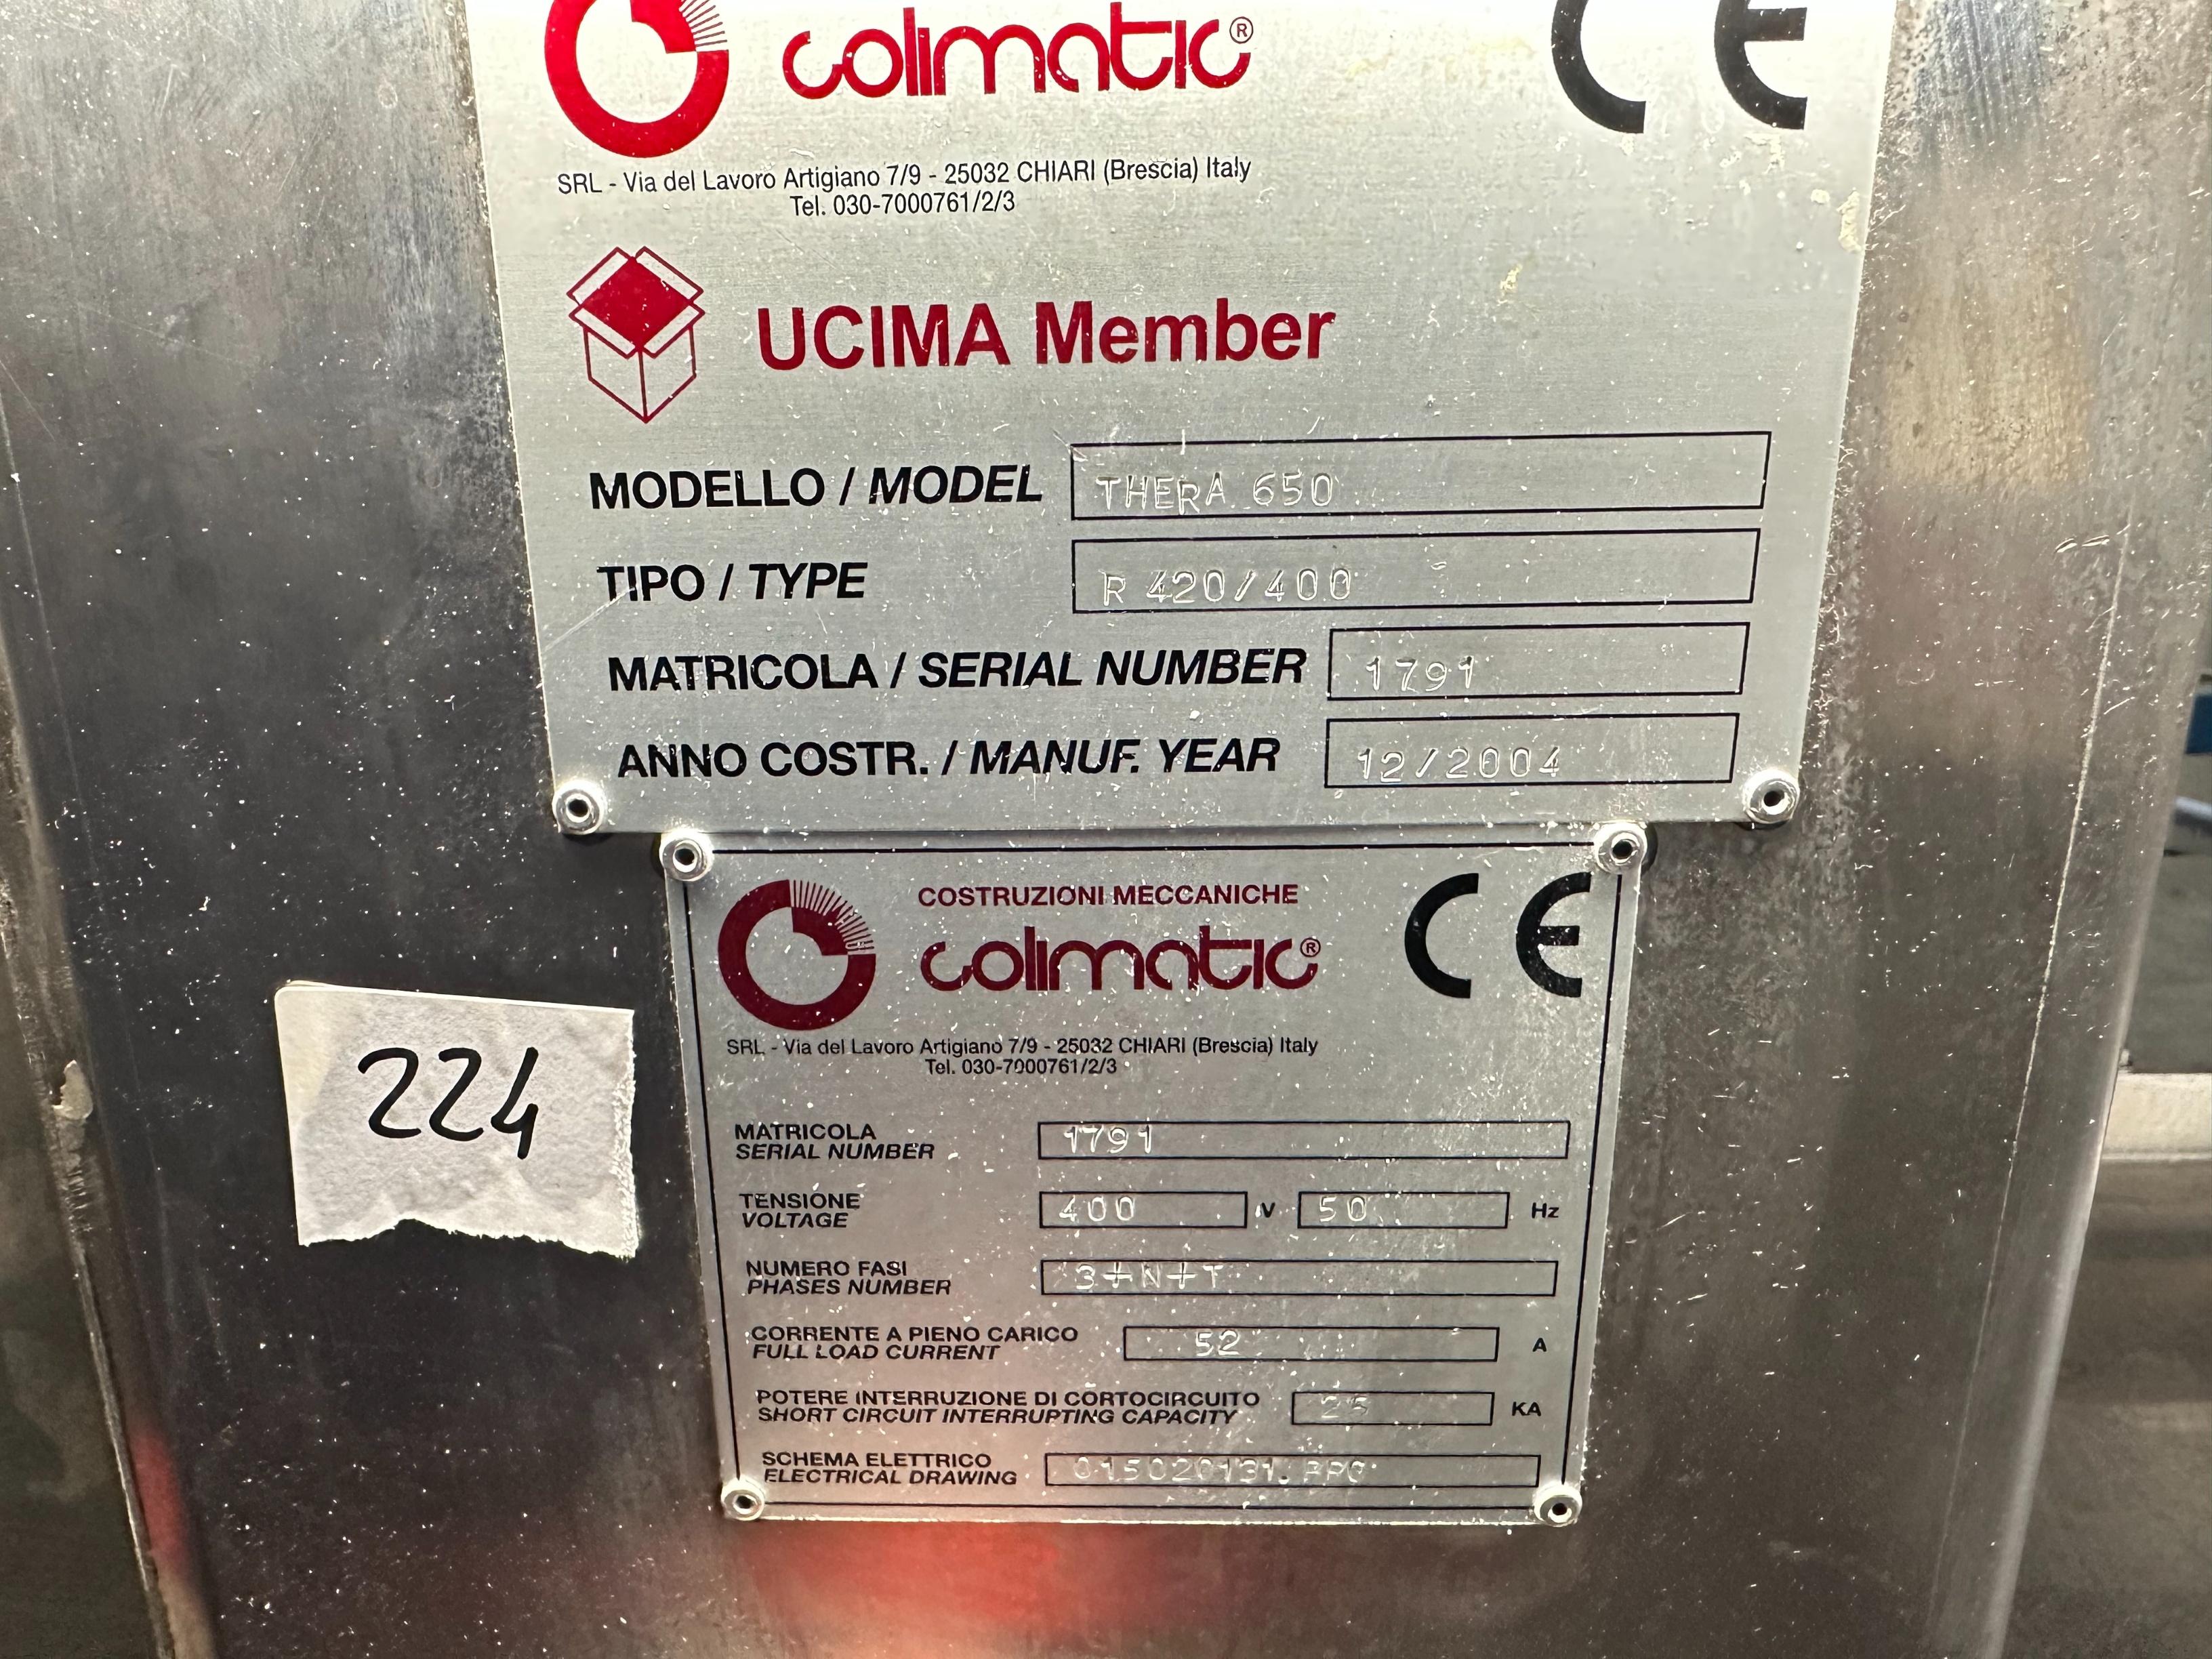 colimatic®
CE
SRL - Via del Lavoro Artigiano 7/9 - 25032 CHIARI (Brescia) Italy
Tel. 030-7000761/2/3
UCIMA Member
MODELLO / MODEL THERA 650
TIPO / TYPE R 420/400
MATRICOLA / SERIAL NUMBER 1791
ANNO COSTR. / MANUF. YEAR 12/2004
COSTRUZIONI MECCANICHE
colimatic®
CE
SRL - Via del Lavoro Artigiano 7/9 - 25032 CHIARI (Brescia) Italy
Tel. 030-7000761/2/3
224
MATRICOLA
SERIAL NUMBER 1791
TENSIONE
VOLTAGE 400 V 50 Hz
NUMERO FASI
PHASES NUMBER 3+N+T
CORRENTE A PIENO CARICO
FULL LOAD CURRENT 52 A
POTERE INTERRUZIONE DI CORTOCIRCUITO
SHORT CIRCUIT INTERRUPTING CAPACITY 25 KA
SCHEMA ELETTRICO
ELECTRICAL DRAWING